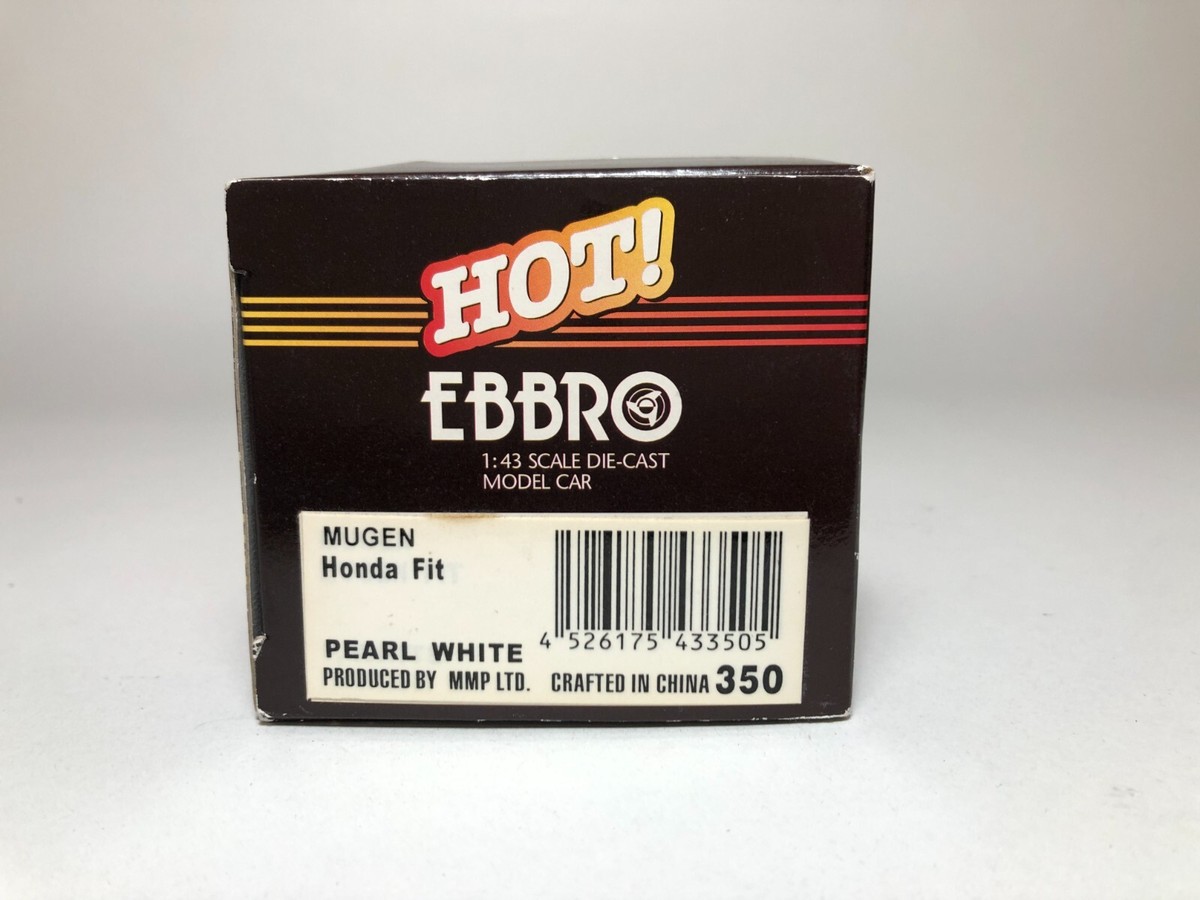 HOT!
EBBRO
1:43 SCALE DIE-CAST
MODEL CAR
MUGEN
Honda Fit
4 526175 433505
PEARL WHITE
PRODUCED BY MMP LTD. CRAFTED IN CHINA 350